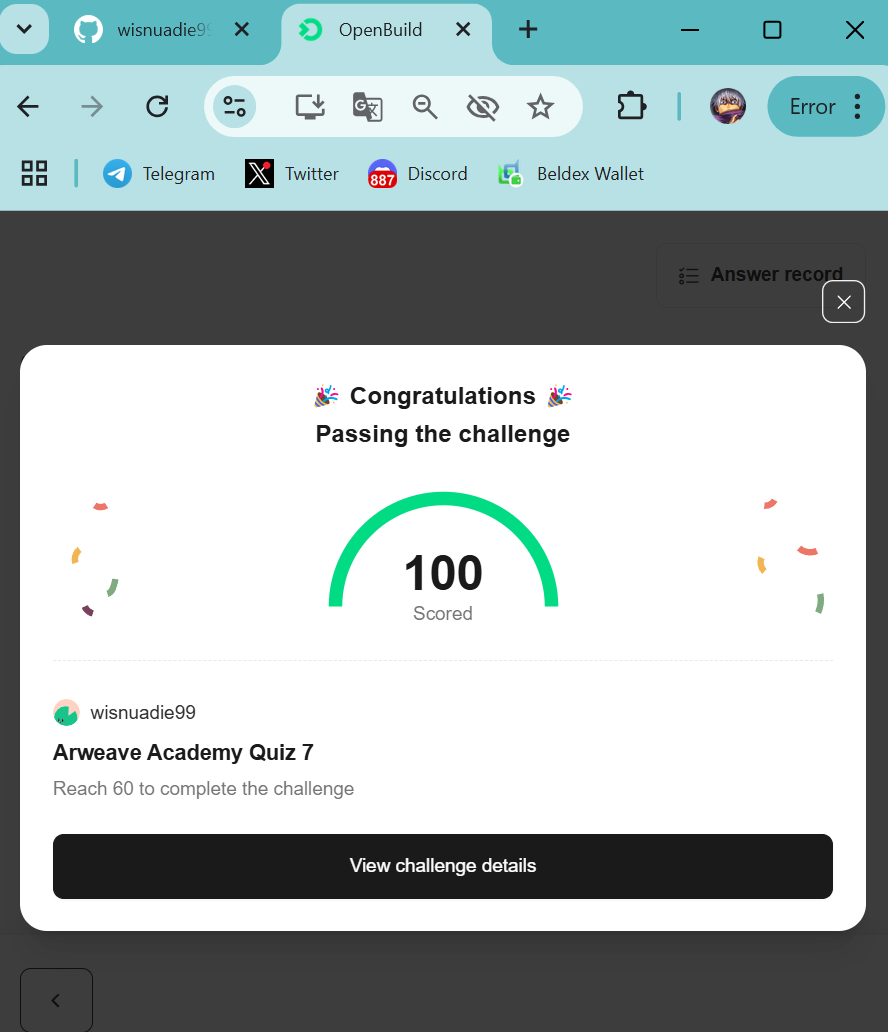 wisnuadie99
OpenBuild
Error
Telegram
Twitter
887
Discord
Beldex Wallet
Answer record
Congratulations
Passing the challenge
100
Scored
wisnuadie99
Arweave Academy Quiz 7
Reach 60 to complete the challenge
View challenge details